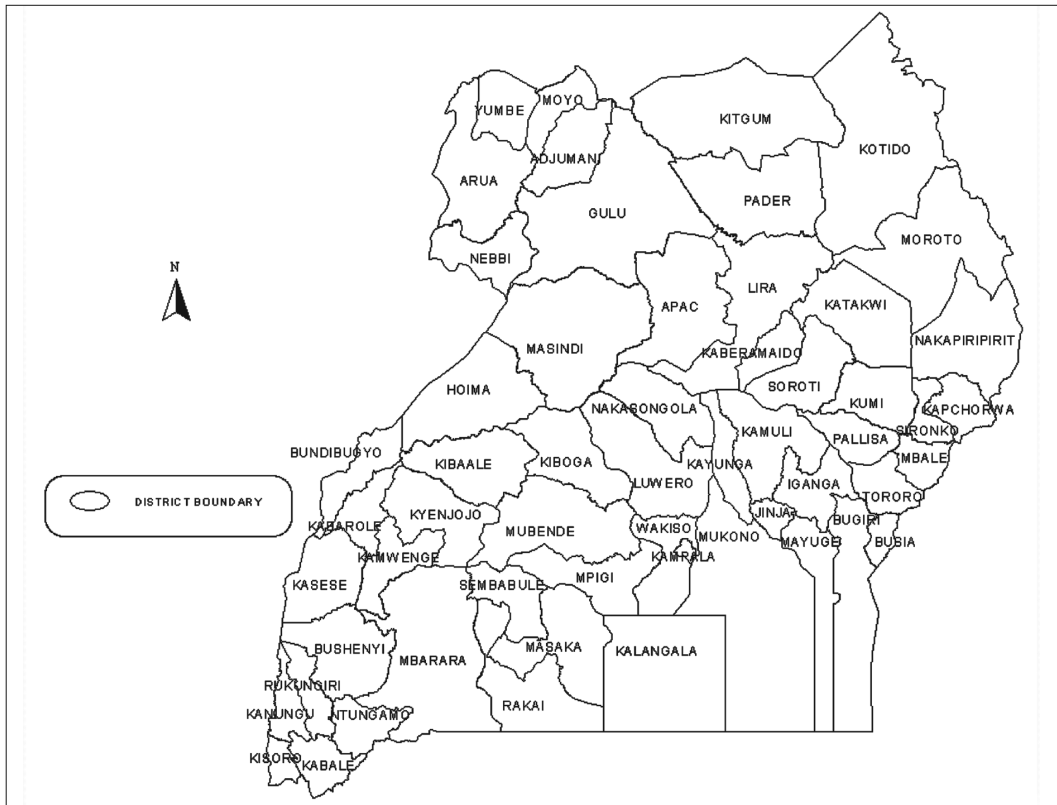 MOYO
YUMBE
KITGUM
KOTIDO
ADJUMANI
ARUA
PADER
GULU
MOROTO
NEBBI
N
LIRA
KATAKWI
APAC
NAKAPIRIPIRIT
MASINDI
KABERAMAIDO
SOROTI
HOIMA
KUMI
NAKASONGOLA
KAPCHORWA
KAMULI
SIRONKO
PALLISA
BUNDIBUGYO
MBALE
KIBAALE
KIBOGA
KAYUNGA
LUWERO
IGANGA
TORORO
DISTRICT BOUNDARY
KYENJOJO
JINJA
BUGIRI
KABAROLE
MUBENDE
WAKISO
MUKONO
MAYUGE
BUSIA
KAMWENGE
KAMPALA
KASESE
SEMBABULE
MPIGI
BUSHENYI
MASAKA
KALANGALA
MBARARA
RUKUNGIRI
RAKAI
KANUNGU
NTUNGAMO
KISORO
KABALE